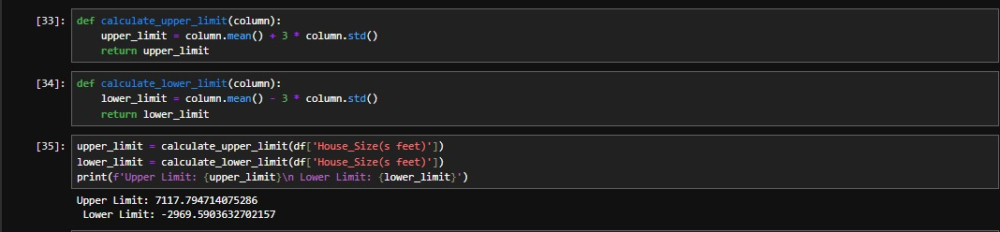 [33]: def calculate_upper_limit(column):
    upper_limit = column.mean() + 3 * column.std()
    return upper_limit
[34]: def calculate_lower_limit(column):
    lower_limit = column.mean() - 3 * column.std()
    return lower_limit
[35]: upper_limit = calculate_upper_limit(df['House_Size(s feet)'])
lower_limit = calculate_lower_limit(df['House_Size(s feet)'])
print(f'Upper Limit: {upper_limit}\n Lower Limit: {lower_limit}')
Upper Limit: 7117.794714075286
 Lower Limit: -2969.5903632702157